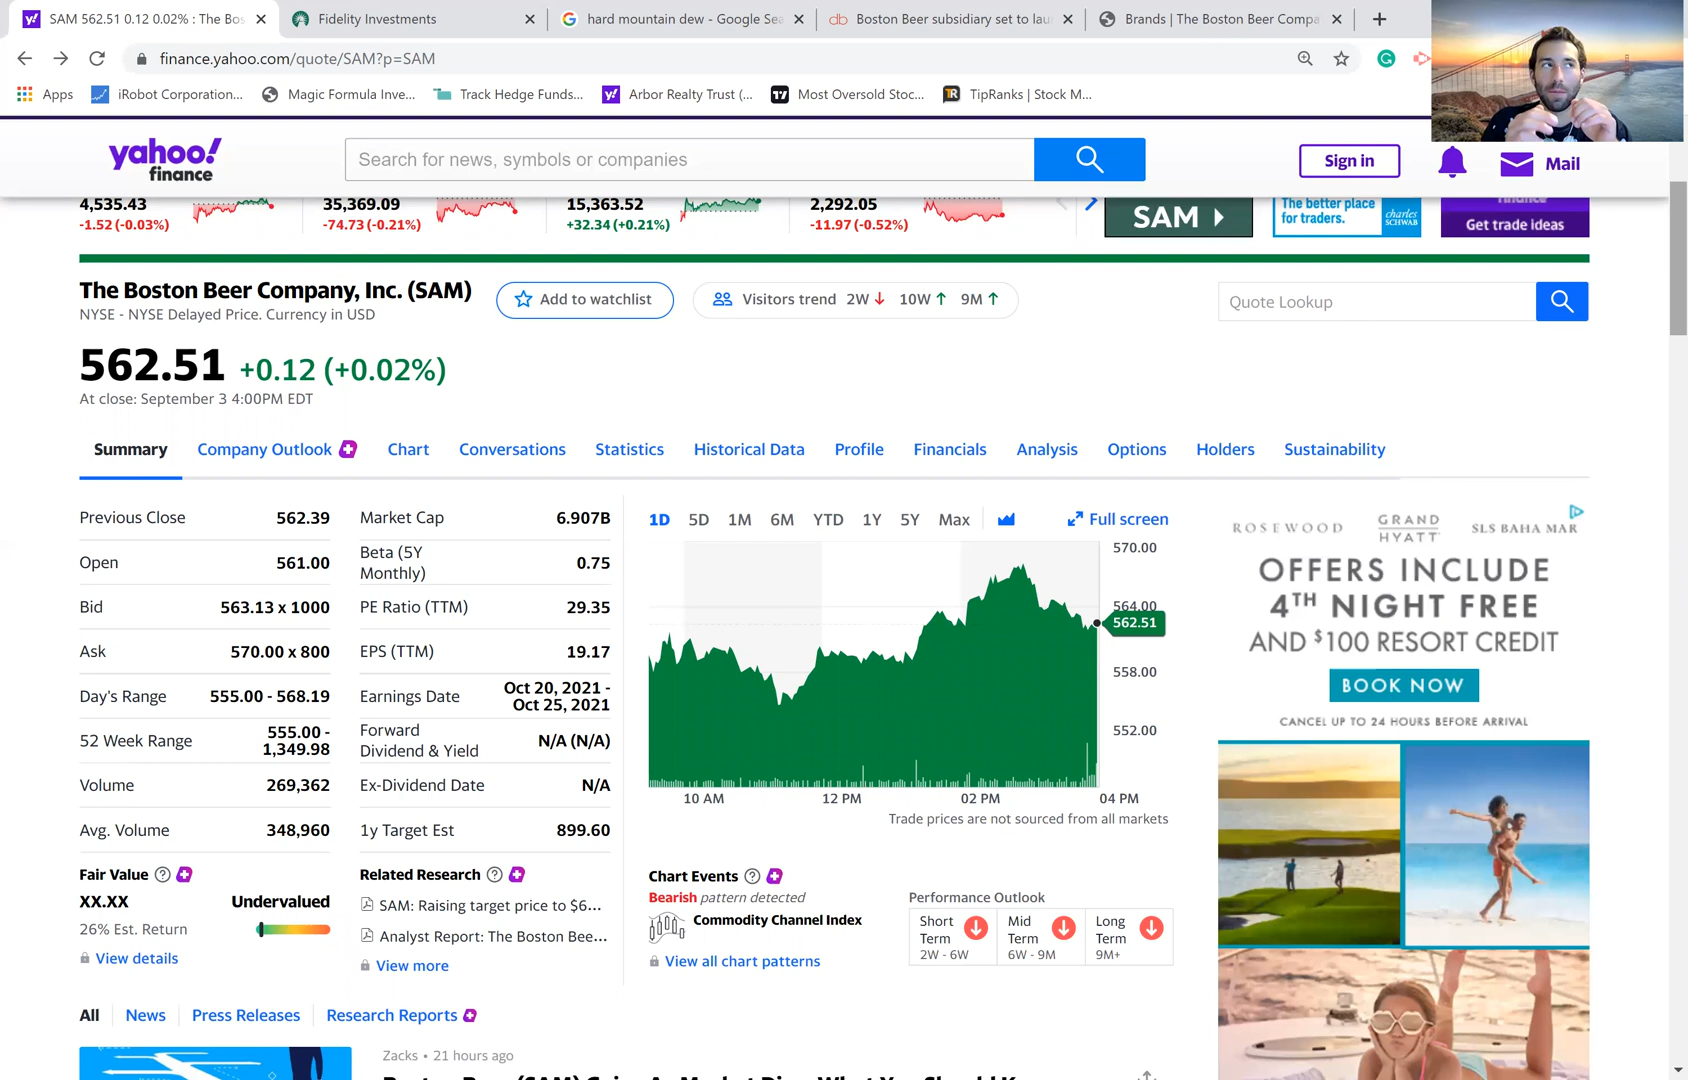 SAM 562.51 0.12 0.02% : The Bos
Fidelity Investments
hard mountain dew - Google Sea
Boston Beer subsidiary set to lau
Brands | The Boston Beer Compa
finance.yahoo.com/quote/SAM?p=SAM
Apps
iRobot Corporation...
Magic Formula Inve...
Track Hedge Funds...
Arbor Realty Trust (...
Most Oversold Stoc...
TipRanks | Stock M...
yahoo!
finance
Search for news, symbols or companies
Sign in
Mail
4,535.43
-1.52 (-0.03%)
35,369.09
-74.73 (-0.21%)
15,363.52
+32.34 (+0.21%)
2,292.05
-11.97 (-0.52%)
SAM
The better place
for traders.
charles
SCHWAB
finance
Get trade ideas
The Boston Beer Company, Inc. (SAM)
NYSE - NYSE Delayed Price. Currency in USD
Add to watchlist
Visitors trend 2W ↓ 10W ↑ 9M ↑
Quote Lookup
562.51 +0.12 (+0.02%)
At close: September 3 4:00PM EDT
Summary
Company Outlook
Chart
Conversations
Statistics
Historical Data
Profile
Financials
Analysis
Options
Holders
Sustainability
Previous Close 562.39
Open 561.00
Bid 563.13 x 1000
Ask 570.00 x 800
Day's Range 555.00 - 568.19
52 Week Range 555.00 -
1,349.98
Volume 269,362
Avg. Volume 348,960
Market Cap 6.907B
Beta (5Y
Monthly) 0.75
PE Ratio (TTM) 29.35
EPS (TTM) 19.17
Earnings Date Oct 20, 2021 -
Oct 25, 2021
Forward
Dividend & Yield N/A (N/A)
Ex-Dividend Date N/A
1y Target Est 899.60
1D 5D 1M 6M YTD 1Y 5Y Max
Full screen
570.00
564.00
562.51
558.00
552.00
10 AM 12 PM 02 PM 04 PM
Trade prices are not sourced from all markets
Fair Value
XX.XX Undervalued
26% Est. Return
View details
Related Research
SAM: Raising target price to $6...
Analyst Report: The Boston Bee...
View more
Chart Events
Bearish pattern detected
Commodity Channel Index
View all chart patterns
Performance Outlook
Short
Term
2W - 6W
Mid
Term
6W - 9M
Long
Term
9M+
ROSEWOOD
GRAND
HYATT
SLS BAHA MAR
OFFERS INCLUDE
4TH NIGHT FREE
AND $100 RESORT CREDIT
BOOK NOW
CANCEL UP TO 24 HOURS BEFORE ARRIVAL
All News Press Releases Research Reports
Zacks • 21 hours ago
Boston Beer (SAM) Gains As Market Dips: What You Should K